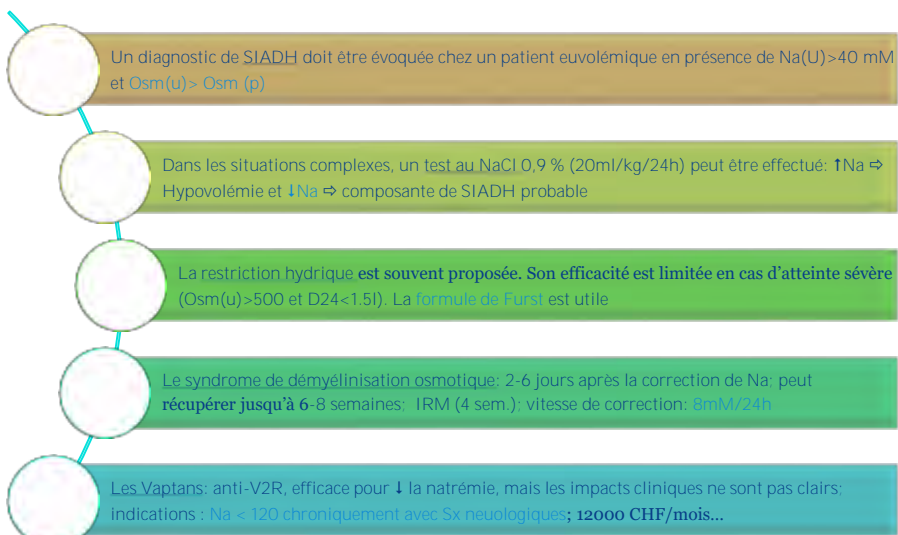 Un diagnostic de SIADH doit être évoquée chez un patient euvolémique en présence de Na(U)>40 mM
et Osm(u)> Osm (p)
Dans les situations complexes, un test au NaCl 0,9 % (20ml/kg/24h) peut être effectué: ↑Na ⇨
Hypovolémie et ↓Na ⇨ composante de SIADH probable
La restriction hydrique est souvent proposée. Son efficacité est limitée en cas d’atteinte sévère
(Osm(u)>500 et D24<1.5l). La formule de Furst est utile
Le syndrome de démyélinisation osmotique: 2-6 jours après la correction de Na; peut
récupérer jusqu’à 6-8 semaines; IRM (4 sem.); vitesse de correction: 8mM/24h
Les Vaptans: anti-V2R, efficace pour ↓ la natrémie, mais les impacts cliniques ne sont pas clairs;
indications : Na < 120 chroniquement avec Sx neuologiques; 12000 CHF/mois...